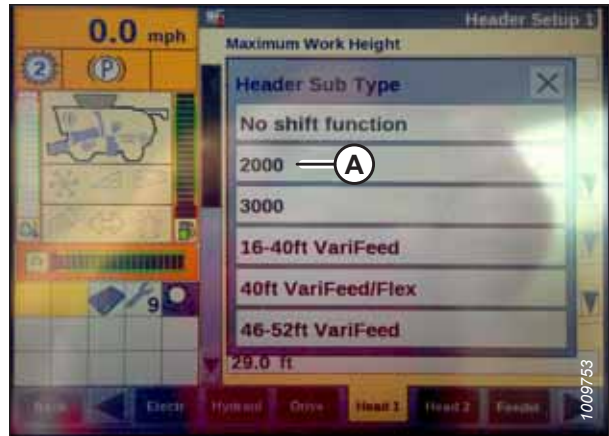 0.0 mph
Header Setup 1
Maximum Work Height
2
(P)
Header Sub Type
No shift function
2000
A
3000
16-40ft VariFeed
40ft VariFeed/Flex
9
46-52ft VariFeed
29.0 ft
Back
Electr
Hydraul
Drive
Head 1
Head 2
Feeder
1009753